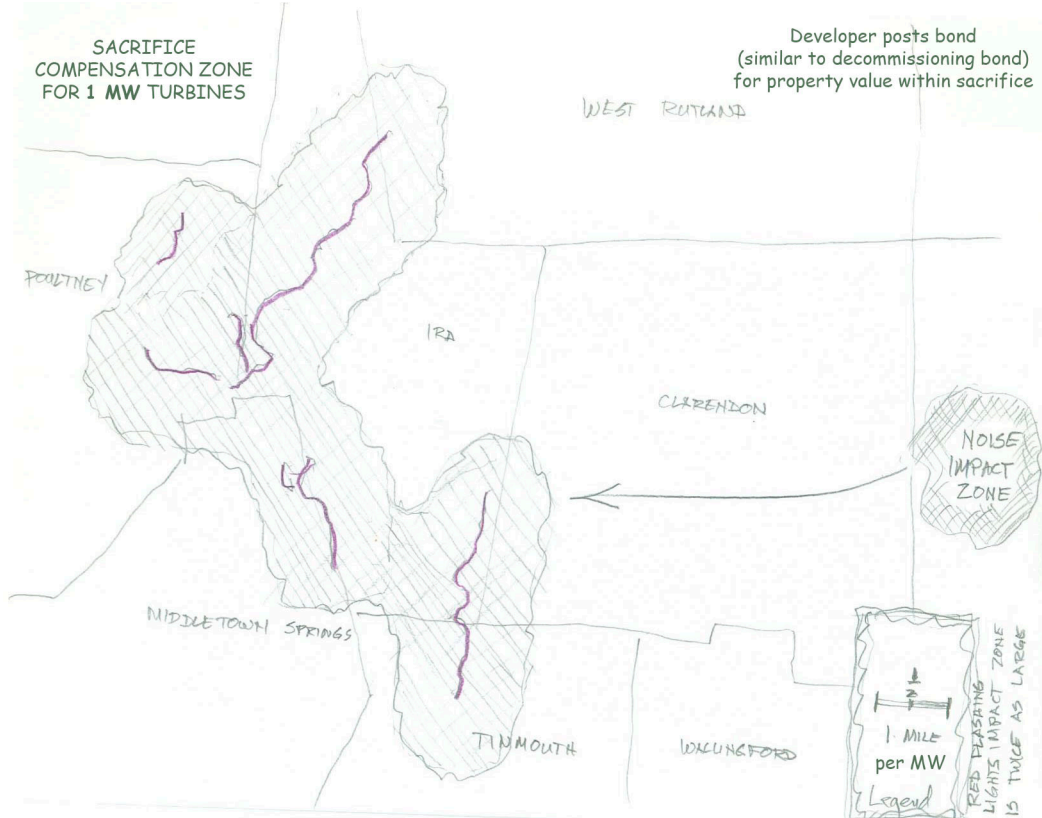 SACRIFICE
COMPENSATION ZONE
FOR 1 MW TURBINES
Developer posts bond
(similar to decommissioning bond)
for property value within sacrifice
WEST RUTLAND
POULTNEY
IRA
CLARENDON
NOISE
IMPACT
ZONE
MIDDLETOWN SPRINGS
TINMOUTH
WALLINGFORD
N
1 MILE
per MW
Legend
RED FLASHING
LIGHTS IMPACT ZONE
IS TWICE AS LARGE